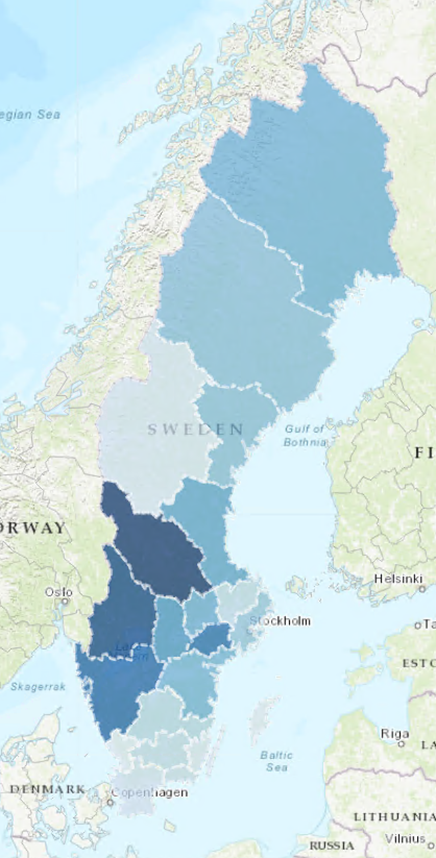 egian Sea
SWEDEN
Gulf of
Bothnia
FI
ORWAY
Helsinki
Oslo
Stockholm
Ta
ESTO
Skagerrak
Riga
LA
Baltic
Sea
DENMARK
Copenhagen
LITHUANIA
Vilnius
RUSSIA